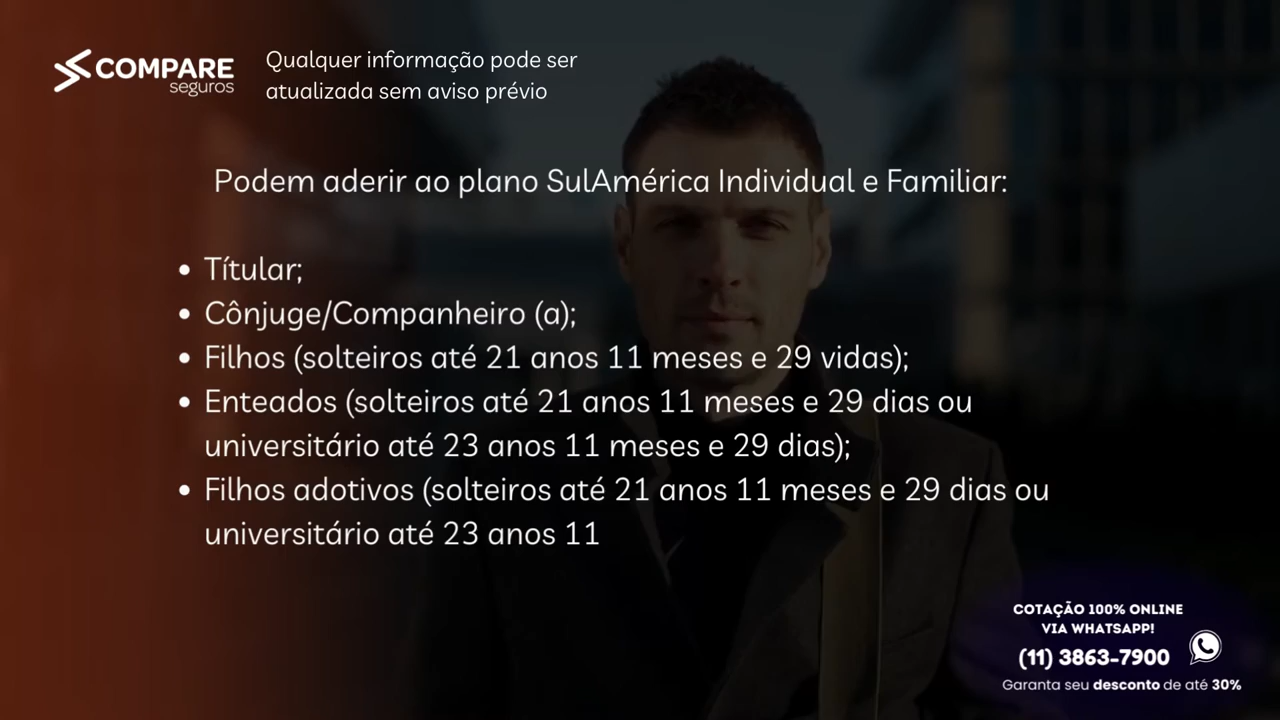 COMPARE
seguros
Qualquer informação pode ser
atualizada sem aviso prévio
Podem aderir ao plano SulAmérica Individual e Familiar:
• Títular;
• Cônjuge/Companheiro (a);
• Filhos (solteiros até 21 anos 11 meses e 29 vidas);
• Enteados (solteiros até 21 anos 11 meses e 29 dias ou
universitário até 23 anos 11 meses e 29 dias);
• Filhos adotivos (solteiros até 21 anos 11 meses e 29 dias ou
universitário até 23 anos 11
COTAÇÃO 100% ONLINE
VIA WHATSAPP!
(11) 3863-7900
Garanta seu desconto de até 30%